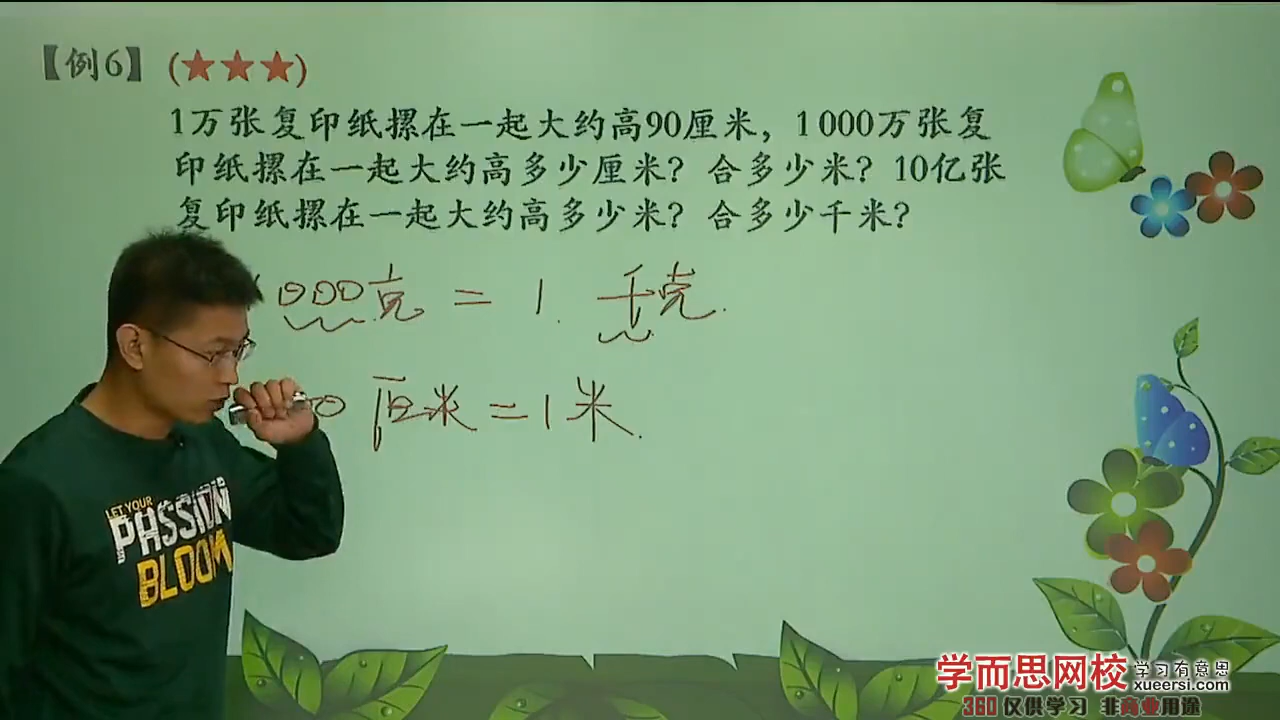 【例6】(★★★)
1万张复印纸摞在一起大约高90厘米，1000万张复
印纸摞在一起大约高多少厘米？合多少米？10亿张
复印纸摞在一起大约高多少米？合多少千米？
000克 = 1 千克
0 厘米 = 1 米
LET YOUR
PASSION
BLOOM
学而思网校 学习有意思
xueersi.com
360 仅供学习 非商业用途